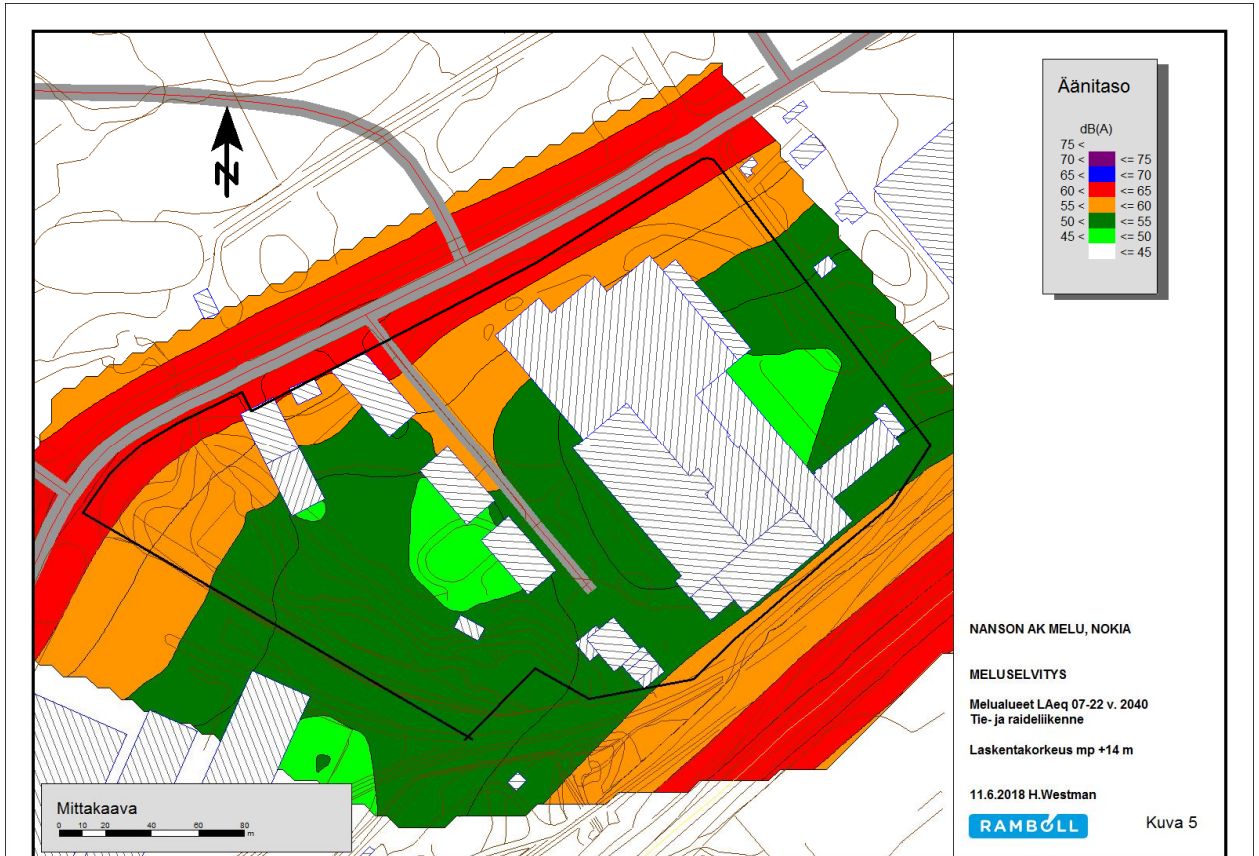 N
Äänitaso
dB(A)
75 <
70 < <= 75
65 < <= 70
60 < <= 65
55 < <= 60
50 < <= 55
45 < <= 50
<= 45
NANSON AK MELU, NOKIA
MELUSELVITYS
Melualueet LAeq 07-22 v. 2040
Tie- ja raideliikenne
Laskentakorkeus mp +14 m
11.6.2018 H.Westman
RAMBOLL
Kuva 5
Mittakaava
0 10 20 40 60 80
m